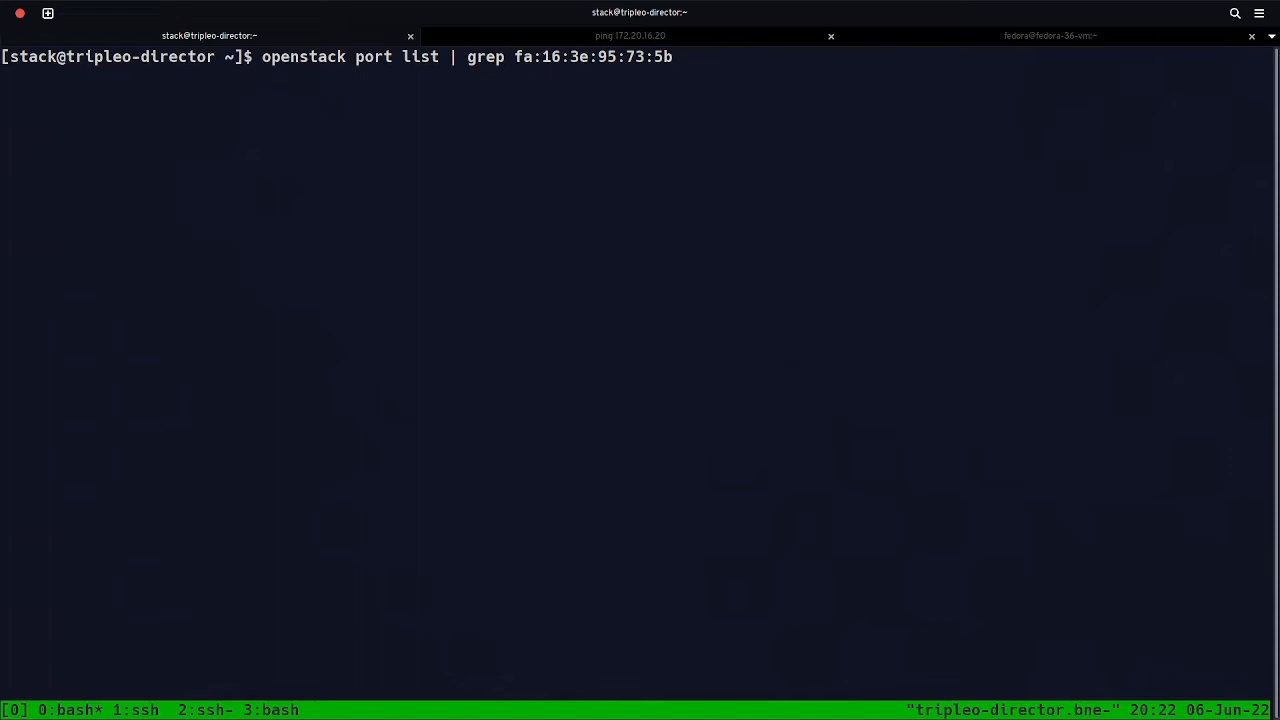 stack@tripleo-director:~
stack@tripleo-director:~
ping 172.20.16.20
fedora@fedora-36-vm:~
[stack@tripleo-director ~]$ openstack port list | grep fa:16:3e:95:73:5b
[0] 0:bash* 1:ssh  2:ssh- 3:bash "tripleo-director.bne-" 20:22 06-Jun-22